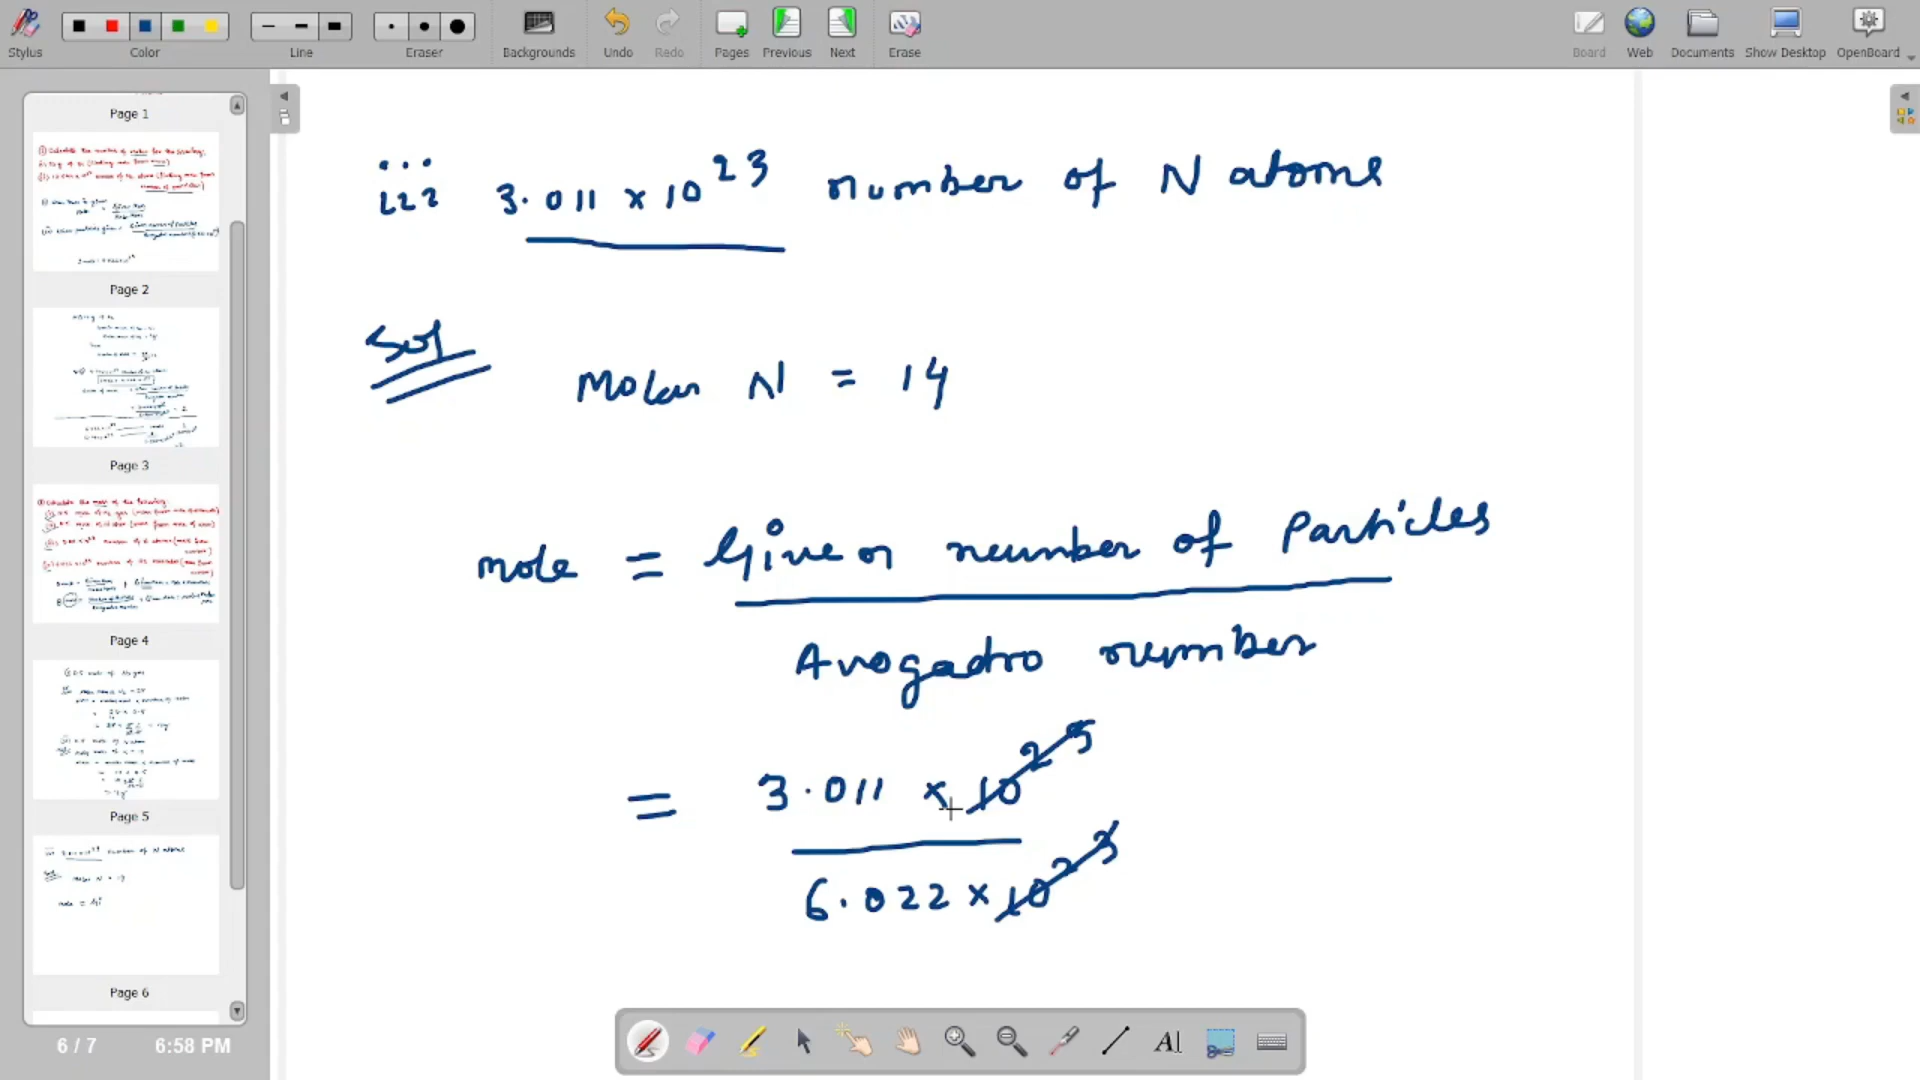 Stylus
Color
Line
Eraser
Backgrounds
Undo
Redo
Pages
Previous
Next
Erase
Board
Web
Documents
Show Desktop
OpenBoard
Page 1
Page 2
Page 3
Page 4
Page 5
Page 6
6 / 7 6:58 PM
iii 3.011 x 10^23 number of N atoms
Sol
Molar N = 14
mole = Given number of Particles
Avogadro number
= 3.011 x 10^23
6.022 x 10^23
AI